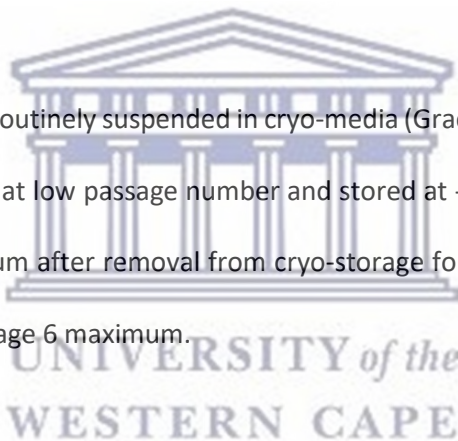 outinely suspended in cryo-media (Grac
at low passage number and stored at -
um after removal from cryo-storage fo
age 6 maximum.
UNIVERSITY of the
WESTERN CAPE